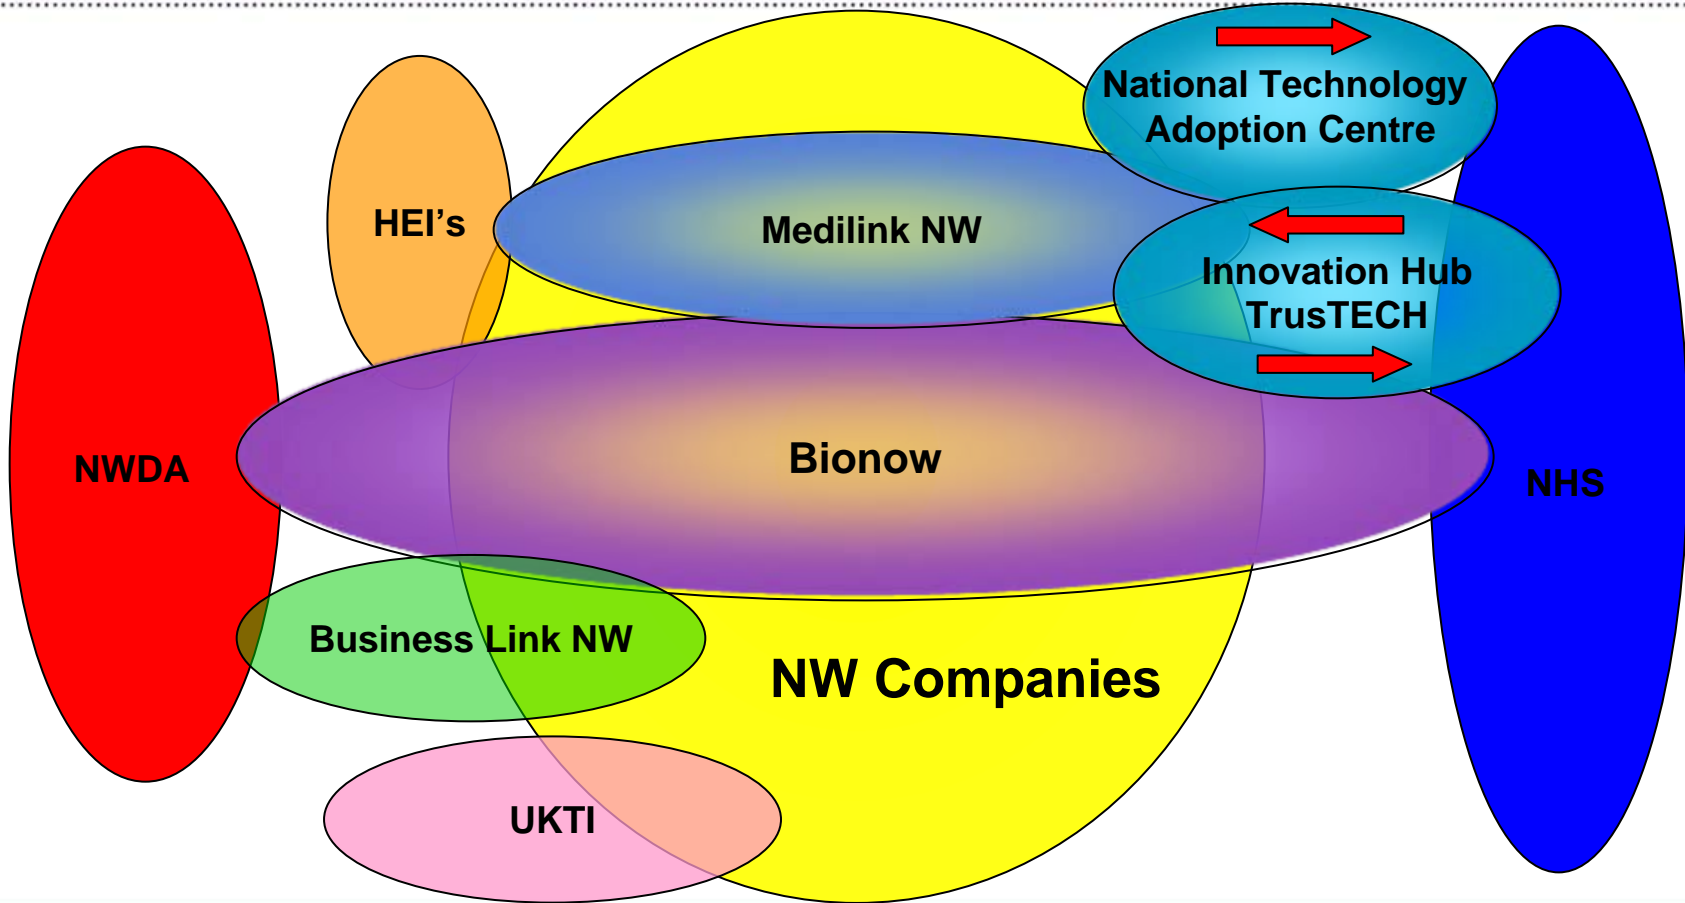 National Technology
Adoption Centre
HEI's
Medilink NW
Innovation Hub
TrusTECH
NWDA
Bionow
NHS
Business Link NW
NW Companies
UKTI